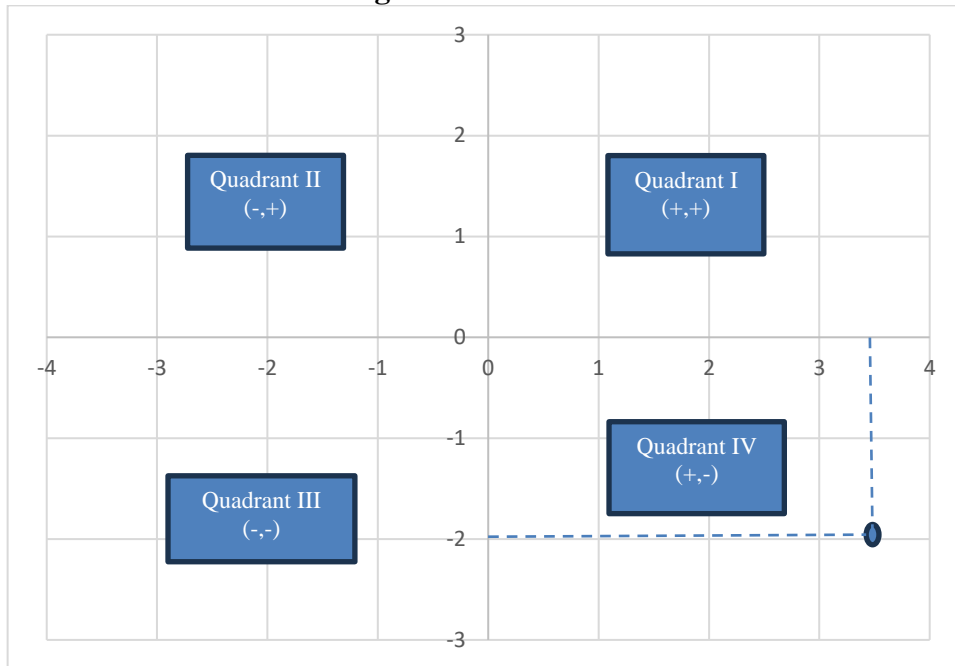 g
3
2
Quadrant II
(-,+)
Quadrant I
(+,+)
1
0
-4 -3 -2 -1 0 1 2 3 4
-1
Quadrant IV
(+,-)
Quadrant III
(-,-)
-2
-3